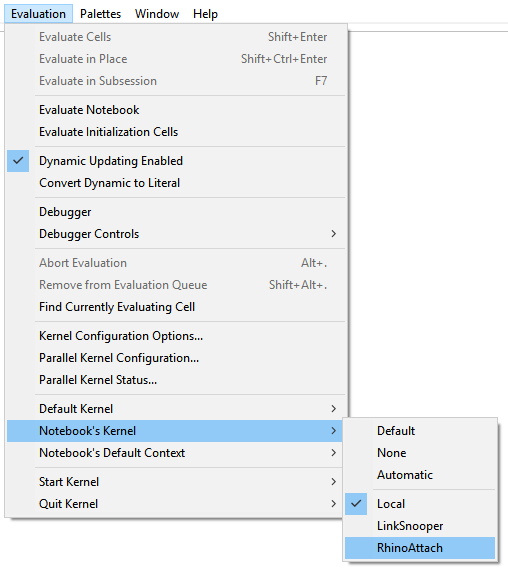 Evaluation Palettes Window Help
Evaluate Cells Shift+Enter
Evaluate in Place Shift+Ctrl+Enter
Evaluate in Subsession F7
Evaluate Notebook
Evaluate Initialization Cells
Dynamic Updating Enabled
Convert Dynamic to Literal
Debugger
Debugger Controls
Abort Evaluation Alt+.
Remove from Evaluation Queue Shift+Alt+.
Find Currently Evaluating Cell
Kernel Configuration Options...
Parallel Kernel Configuration...
Parallel Kernel Status...
Default Kernel
Notebook's Kernel
Notebook's Default Context
Start Kernel
Quit Kernel
Default
None
Automatic
Local
LinkSnooper
RhinoAttach